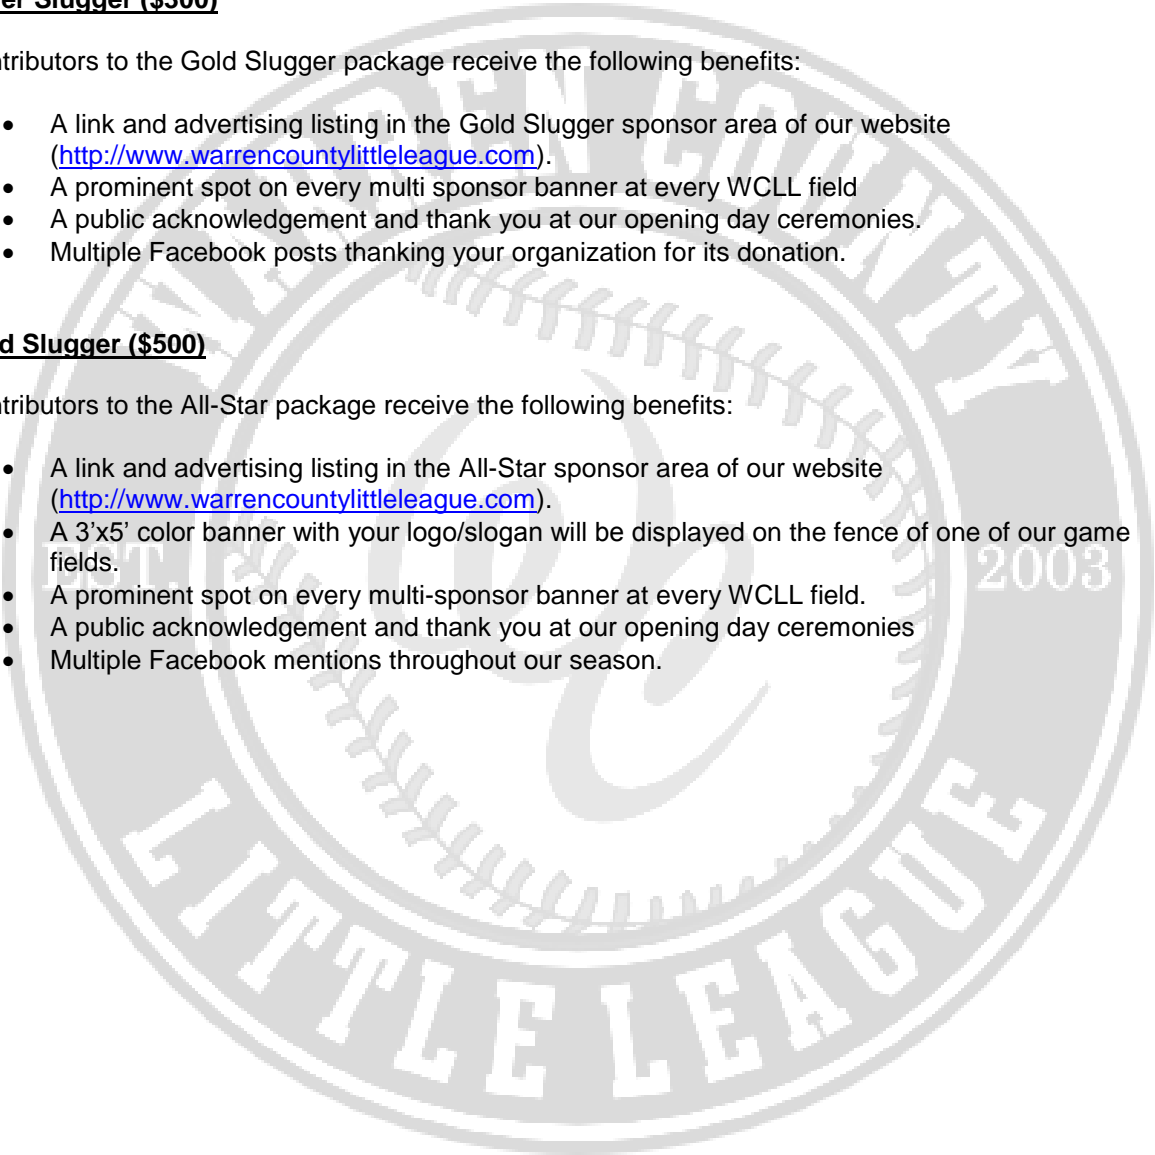 er Slugger ($300)
ntributors to the Gold Slugger package receive the following benefits:
• A link and advertising listing in the Gold Slugger sponsor area of our website
(http://www.warrencountylittleleague.com).
• A prominent spot on every multi sponsor banner at every WCLL field
• A public acknowledgement and thank you at our opening day ceremonies.
• Multiple Facebook posts thanking your organization for its donation.
d Slugger ($500)
ntributors to the All-Star package receive the following benefits:
• A link and advertising listing in the All-Star sponsor area of our website
(http://www.warrencountylittleleague.com).
• A 3’x5’ color banner with your logo/slogan will be displayed on the fence of one of our game
fields.
• A prominent spot on every multi-sponsor banner at every WCLL field.
• A public acknowledgement and thank you at our opening day ceremonies
• Multiple Facebook mentions throughout our season.
WARREN COUNTY
EST. 2003
LITTLE LEAGUE